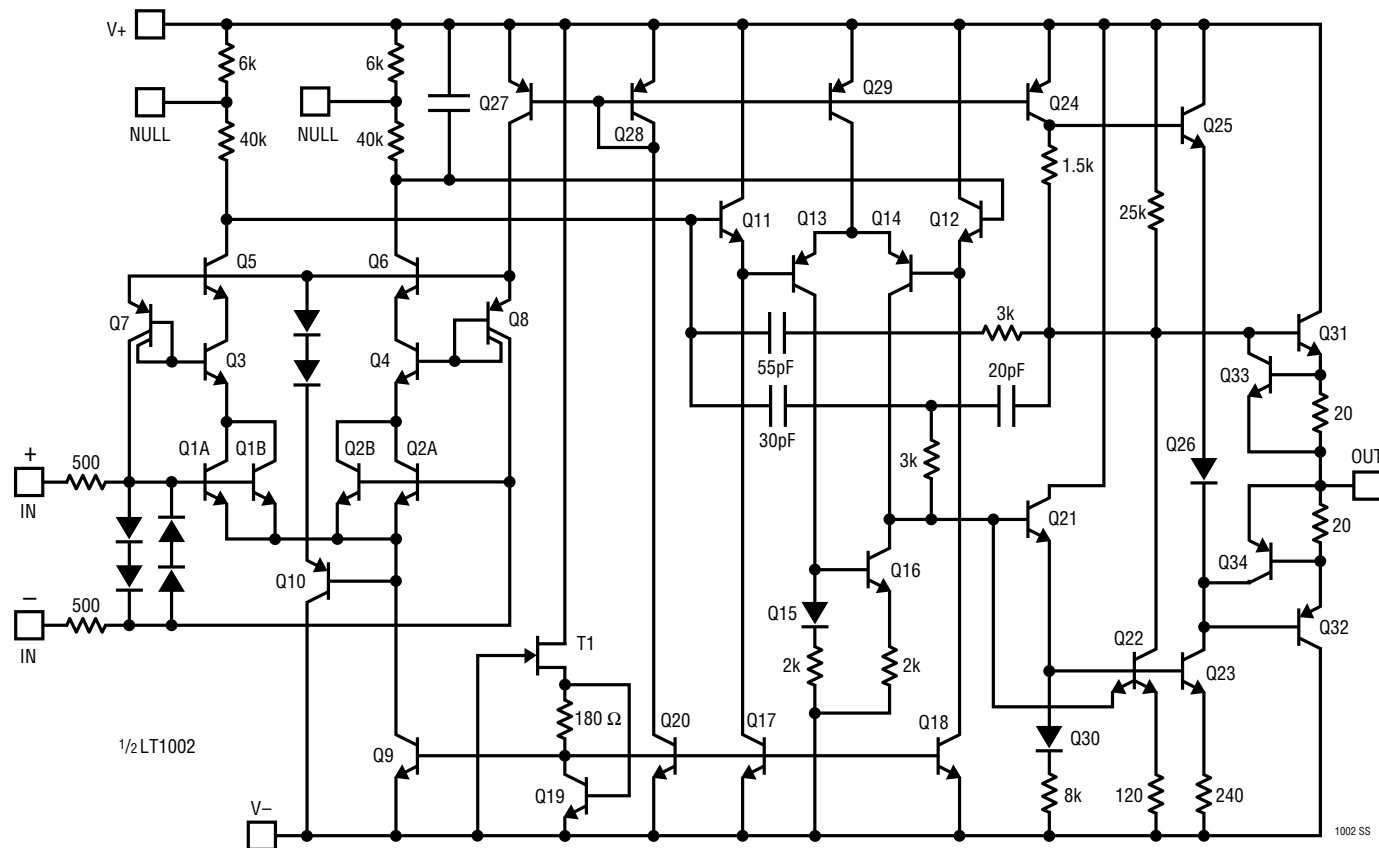 V+
6k
6k
NULL
NULL
40k
40k
Q27
Q28
Q29
Q24
Q25
1.5k
25k
Q11
Q13
Q14
Q12
Q5
Q6
Q7
Q8
Q3
Q4
3k
Q31
55pF
20pF
Q33
20
30pF
Q1A
Q1B
Q2B
Q2A
+
500
IN
3k
Q26
OUT
Q21
20
Q34
Q10
Q16
–
500
IN
Q15
Q32
T1
2k
2k
Q22
Q23
180 Ω
Q20
Q17
Q18
1/2 LT1002
Q9
Q30
Q19
8k
120
240
V–
1002 SS